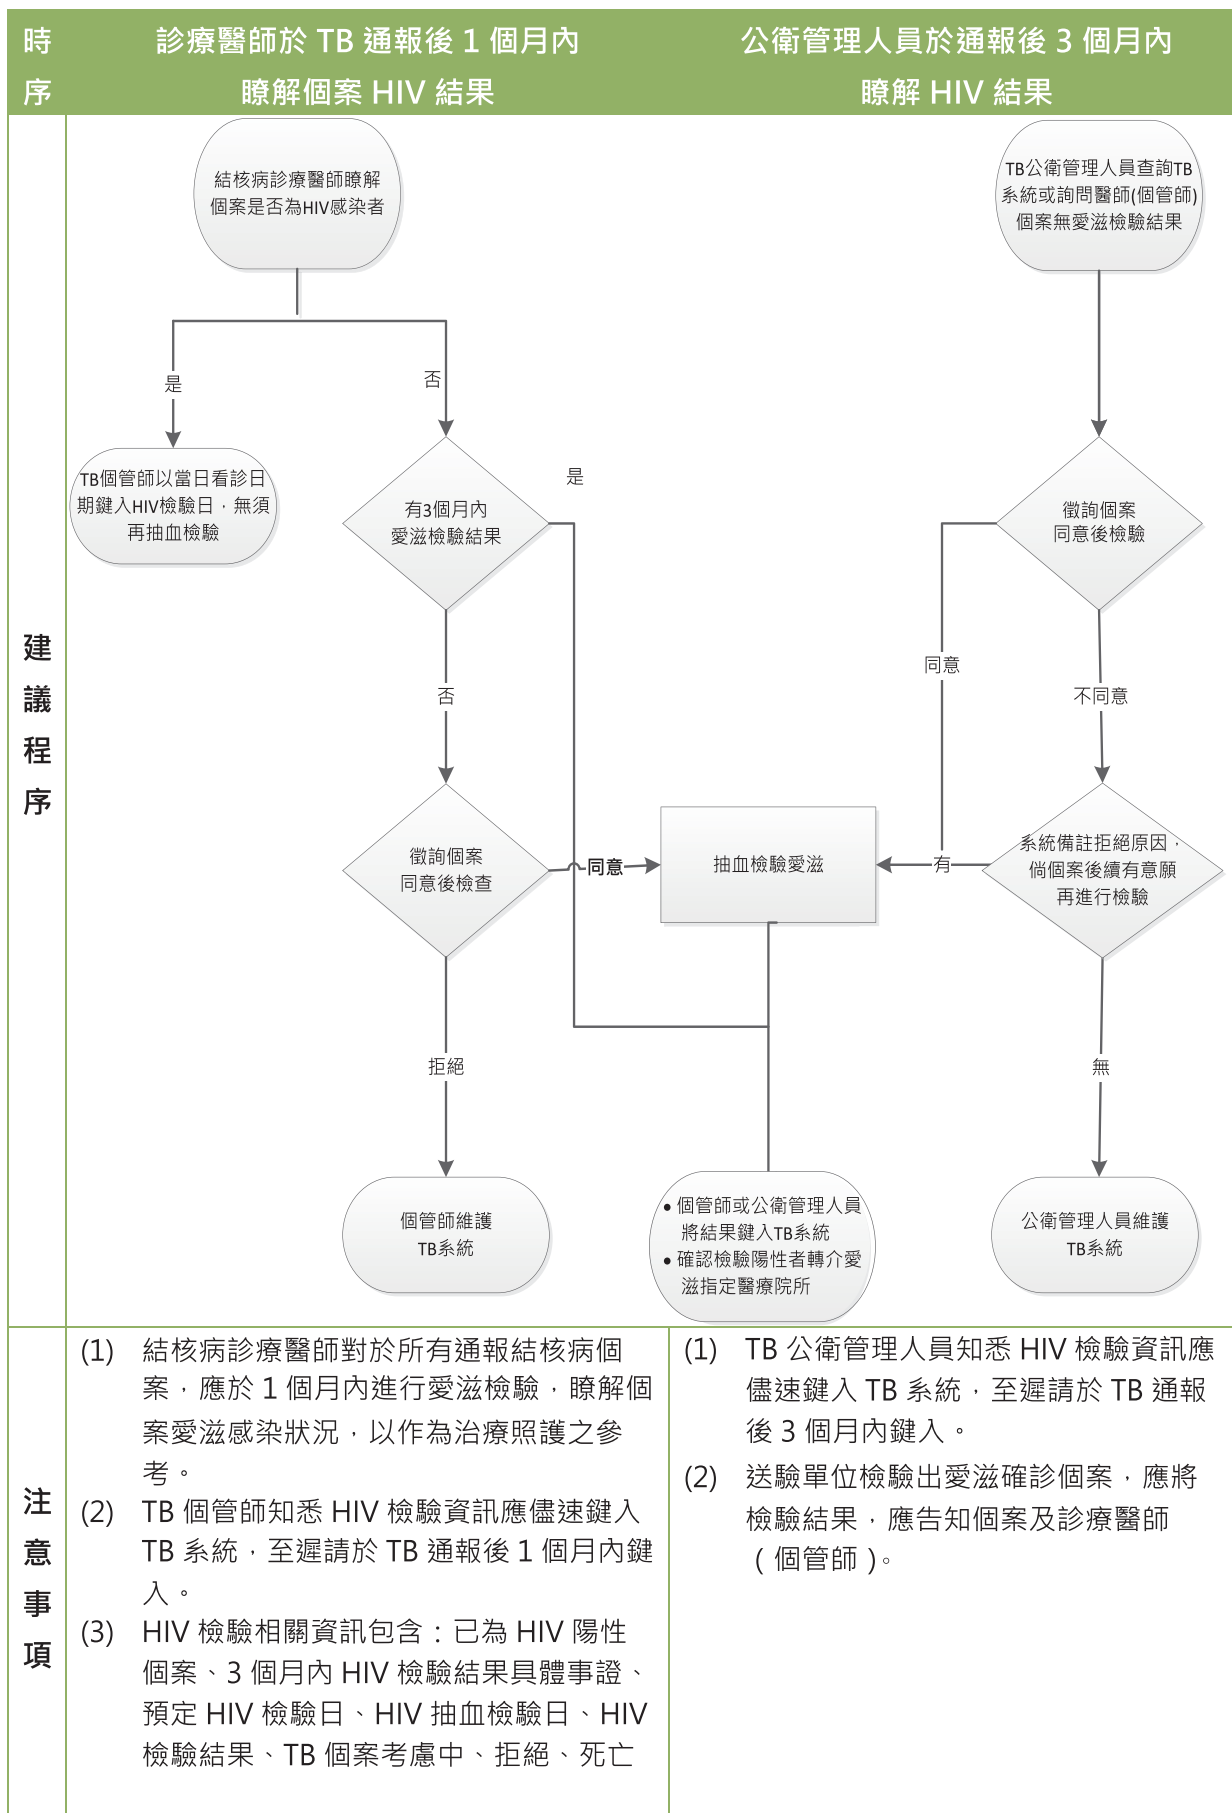 時
序
診療醫師於 TB 通報後 1 個月內
瞭解個案 HIV 結果
公衛管理人員於通報後 3 個月內
瞭解 HIV 結果
建
議
程
序
結核病診療醫師瞭解
個案是否為HIV感染者
是
否
TB個管師以當日看診日
期鍵入HIV檢驗日，無須
再抽血檢驗
有3個月內
愛滋檢驗結果
是
否
徵詢個案
同意後檢查
同意
拒絕
個管師維護
TB系統
抽血檢驗愛滋
● 個管師或公衛管理人員
將結果鍵入TB系統
● 確認檢驗陽性者轉介愛
滋指定醫療院所
TB公衛管理人員查詢TB
系統或詢問醫師(個管師)
個案無愛滋檢驗結果
徵詢個案
同意後檢驗
同意
不同意
系統備註拒絕原因，
倘個案後續有意願
再進行檢驗
有
無
公衛管理人員維護
TB系統
注
意
事
項
(1) 結核病診療醫師對於所有通報結核病個
案，應於 1 個月內進行愛滋檢驗，瞭解個
案愛滋感染狀況，以作為治療照護之參
考。
(2) TB 個管師知悉 HIV 檢驗資訊應儘速鍵入
TB 系統，至遲請於 TB 通報後 1 個月內鍵
入。
(3) HIV 檢驗相關資訊包含：已為 HIV 陽性
個案、3 個月內 HIV 檢驗結果具體事證、
預定 HIV 檢驗日、HIV 抽血檢驗日、HIV
檢驗結果、TB 個案考慮中、拒絕、死亡
(1) TB 公衛管理人員知悉 HIV 檢驗資訊應
儘速鍵入 TB 系統，至遲請於 TB 通報
後 3 個月內鍵入。
(2) 送驗單位檢驗出愛滋確診個案，應將
檢驗結果，應告知個案及診療醫師
（個管師）。